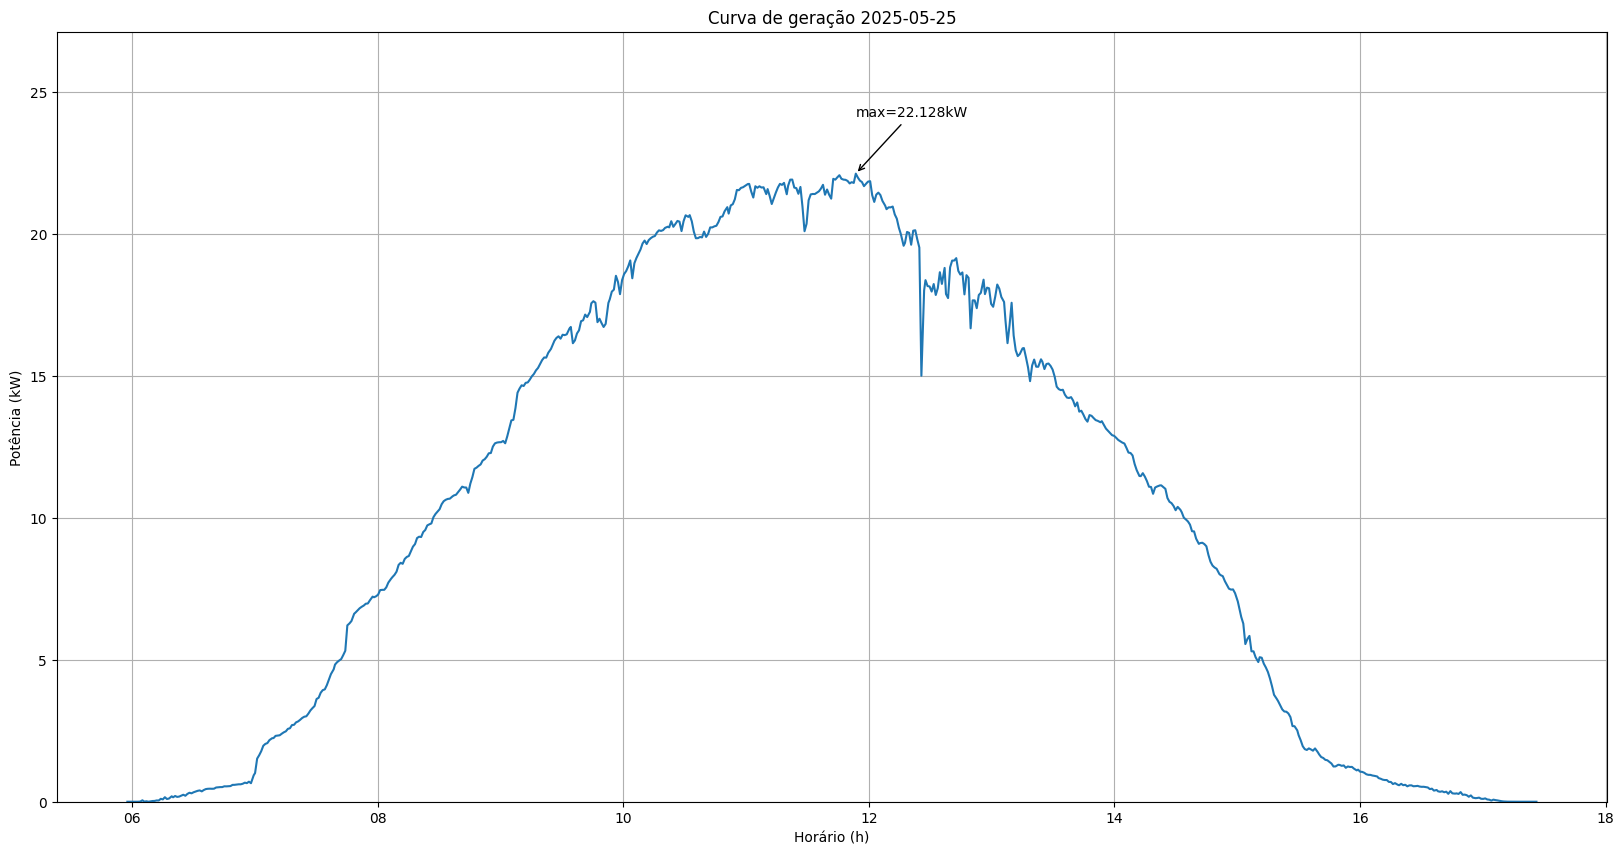 Curva de geração 2025-05-25
25
max=22.128kW
20
15
Potência (kW)
10
5
0
06 08 10 12 14 16 18
Horário (h)